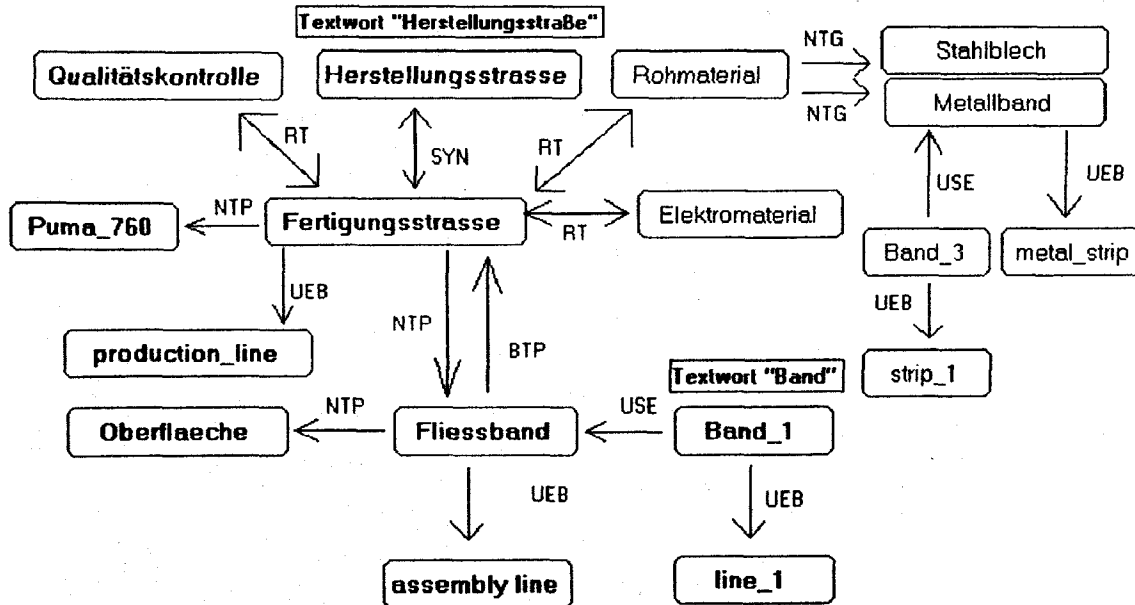 Textwort "Herstellungsstraße"
Qualitätskontrolle
Herstellungsstrasse
Rohmaterial
NTG
Stahlblech
NTG
Metallband
RT
SYN
RT
USE
UEB
Puma_760
NTP
Fertigungsstrasse
RT
Elektromaterial
Band_3
metal_strip
UEB
NTP
BTP
UEB
production_line
Textwort "Band"
strip_1
Oberflaeche
NTP
Fliessband
USE
Band_1
UEB
UEB
assembly line
line_1